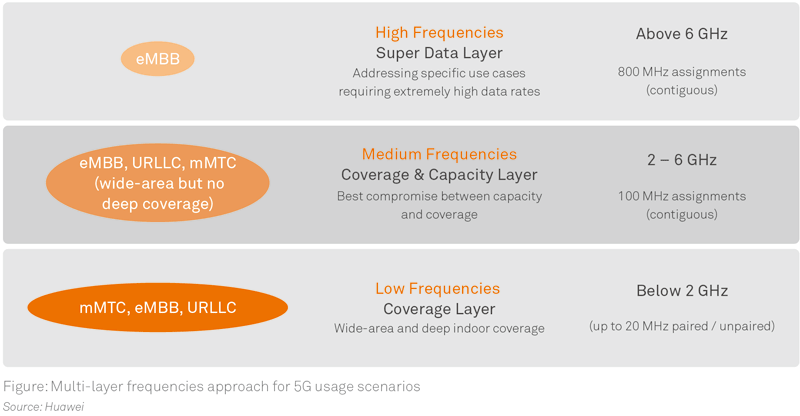 eMBB
High Frequencies
Super Data Layer
Addressing specific use cases
requiring extremely high data rates
Above 6 GHz
800 MHz assignments
(contiguous)
eMBB, URLLC, mMTC
(wide-area but no
deep coverage)
Medium Frequencies
Coverage & Capacity Layer
Best compromise between capacity
and coverage
2 – 6 GHz
100 MHz assignments
(contiguous)
mMTC, eMBB, URLLC
Low Frequencies
Coverage Layer
Wide-area and deep indoor coverage
Below 2 GHz
(up to 20 MHz paired / unpaired)
Figure: Multi-layer frequencies approach for 5G usage scenarios
Source: Huawei